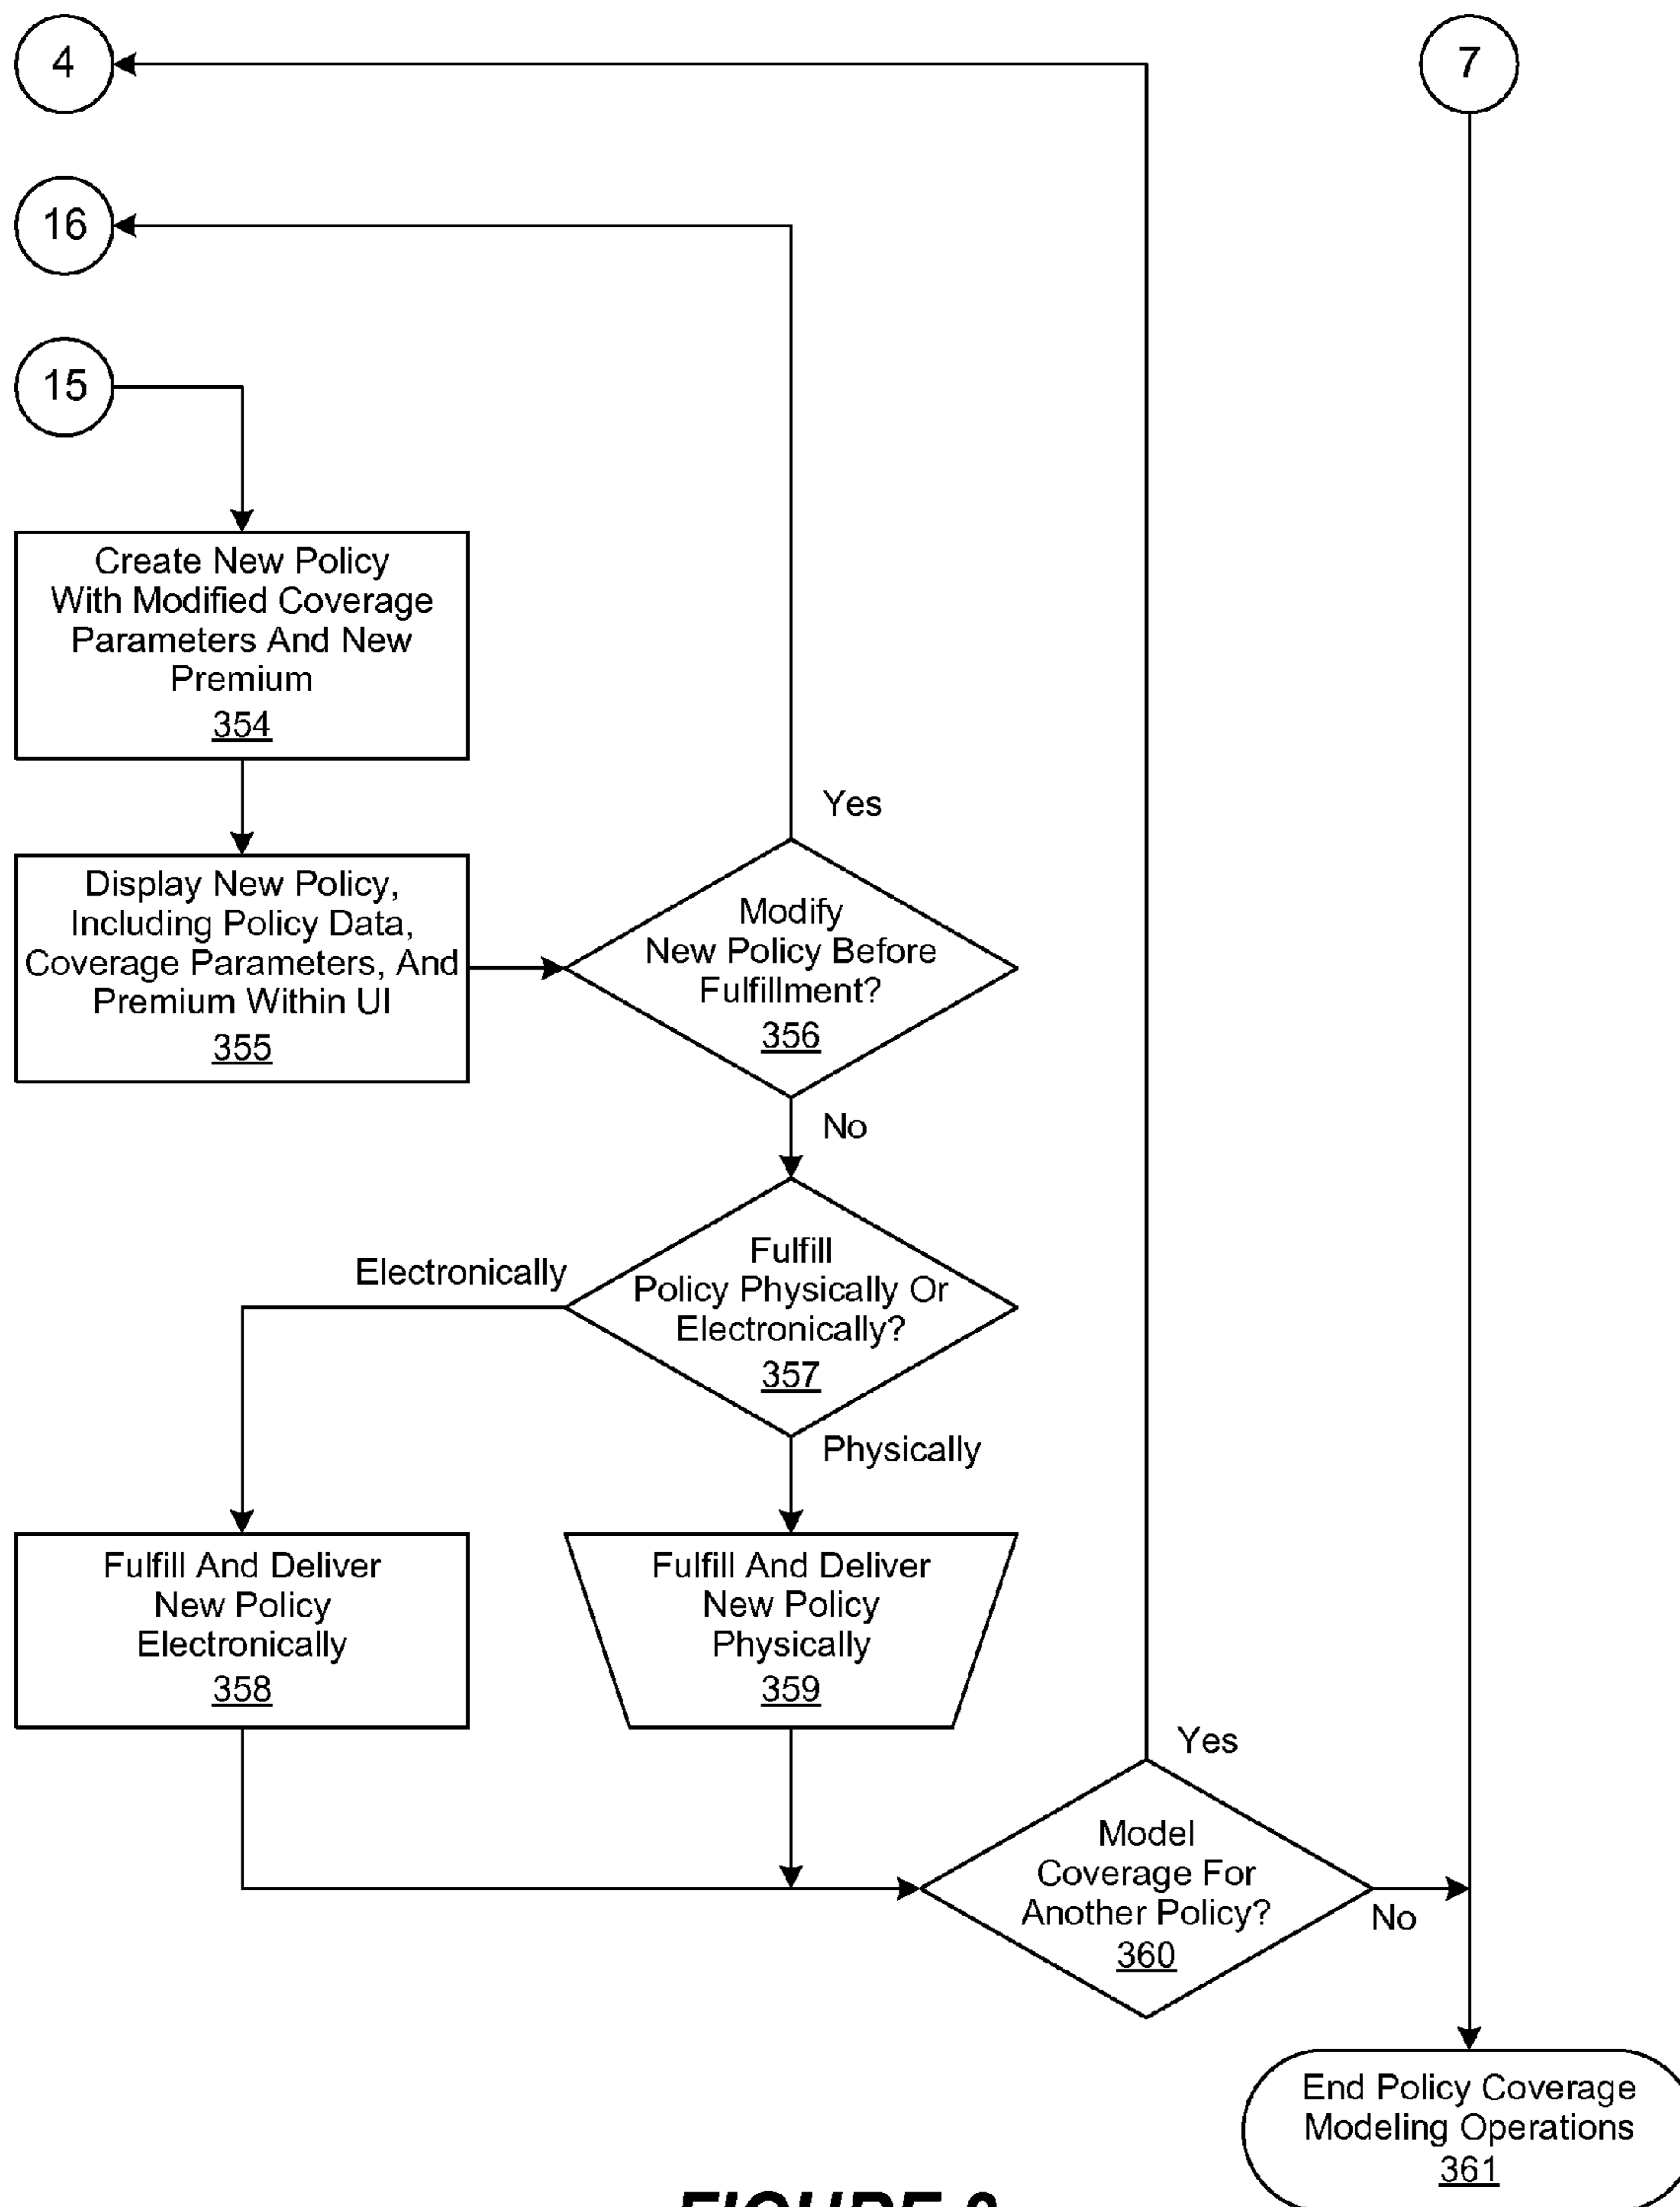 4
7
16
15
Create New Policy
With Modified Coverage
Parameters And New
Premium
354
Yes
Display New Policy,
Including Policy Data,
Coverage Parameters, And
Premium Within UI
355
Modify
New Policy Before
Fulfillment?
356
No
Electronically
Fulfill
Policy Physically Or
Electronically?
357
Physically
Fulfill And Deliver
New Policy
Electronically
358
Fulfill And Deliver
New Policy
Physically
359
Yes
Model
Coverage For
Another Policy?
360
No
End Policy Coverage
Modeling Operations
361
FIGURE